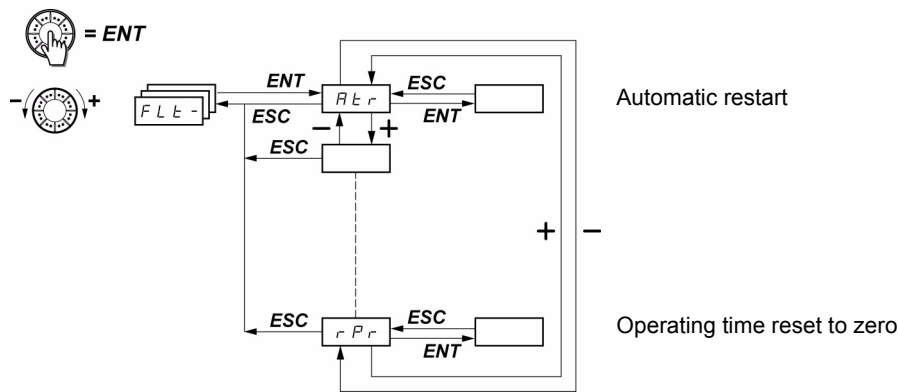 = ENT
− +
FLt-
ENT
ESC
Atr
ESC
ENT
Automatic restart
− +
ESC
+ −
ESC
rPr
ESC
ENT
Operating time reset to zero